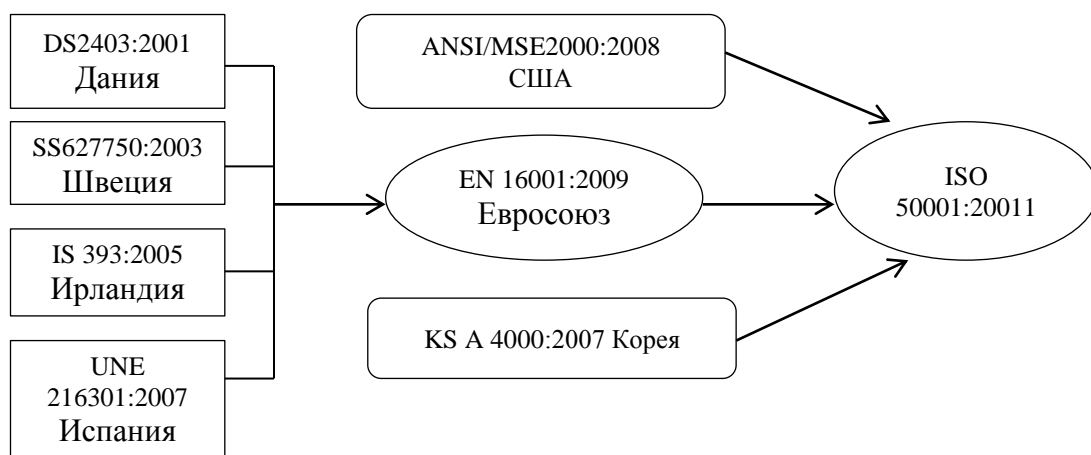 DS2403:2001
Дания
SS627750:2003
Швеция
IS 393:2005
Ирландия
UNE
216301:2007
Испания
ANSI/MSE2000:2008
США
EN 16001:2009
Евросоюз
KS A 4000:2007 Корея
ISO
50001:20011